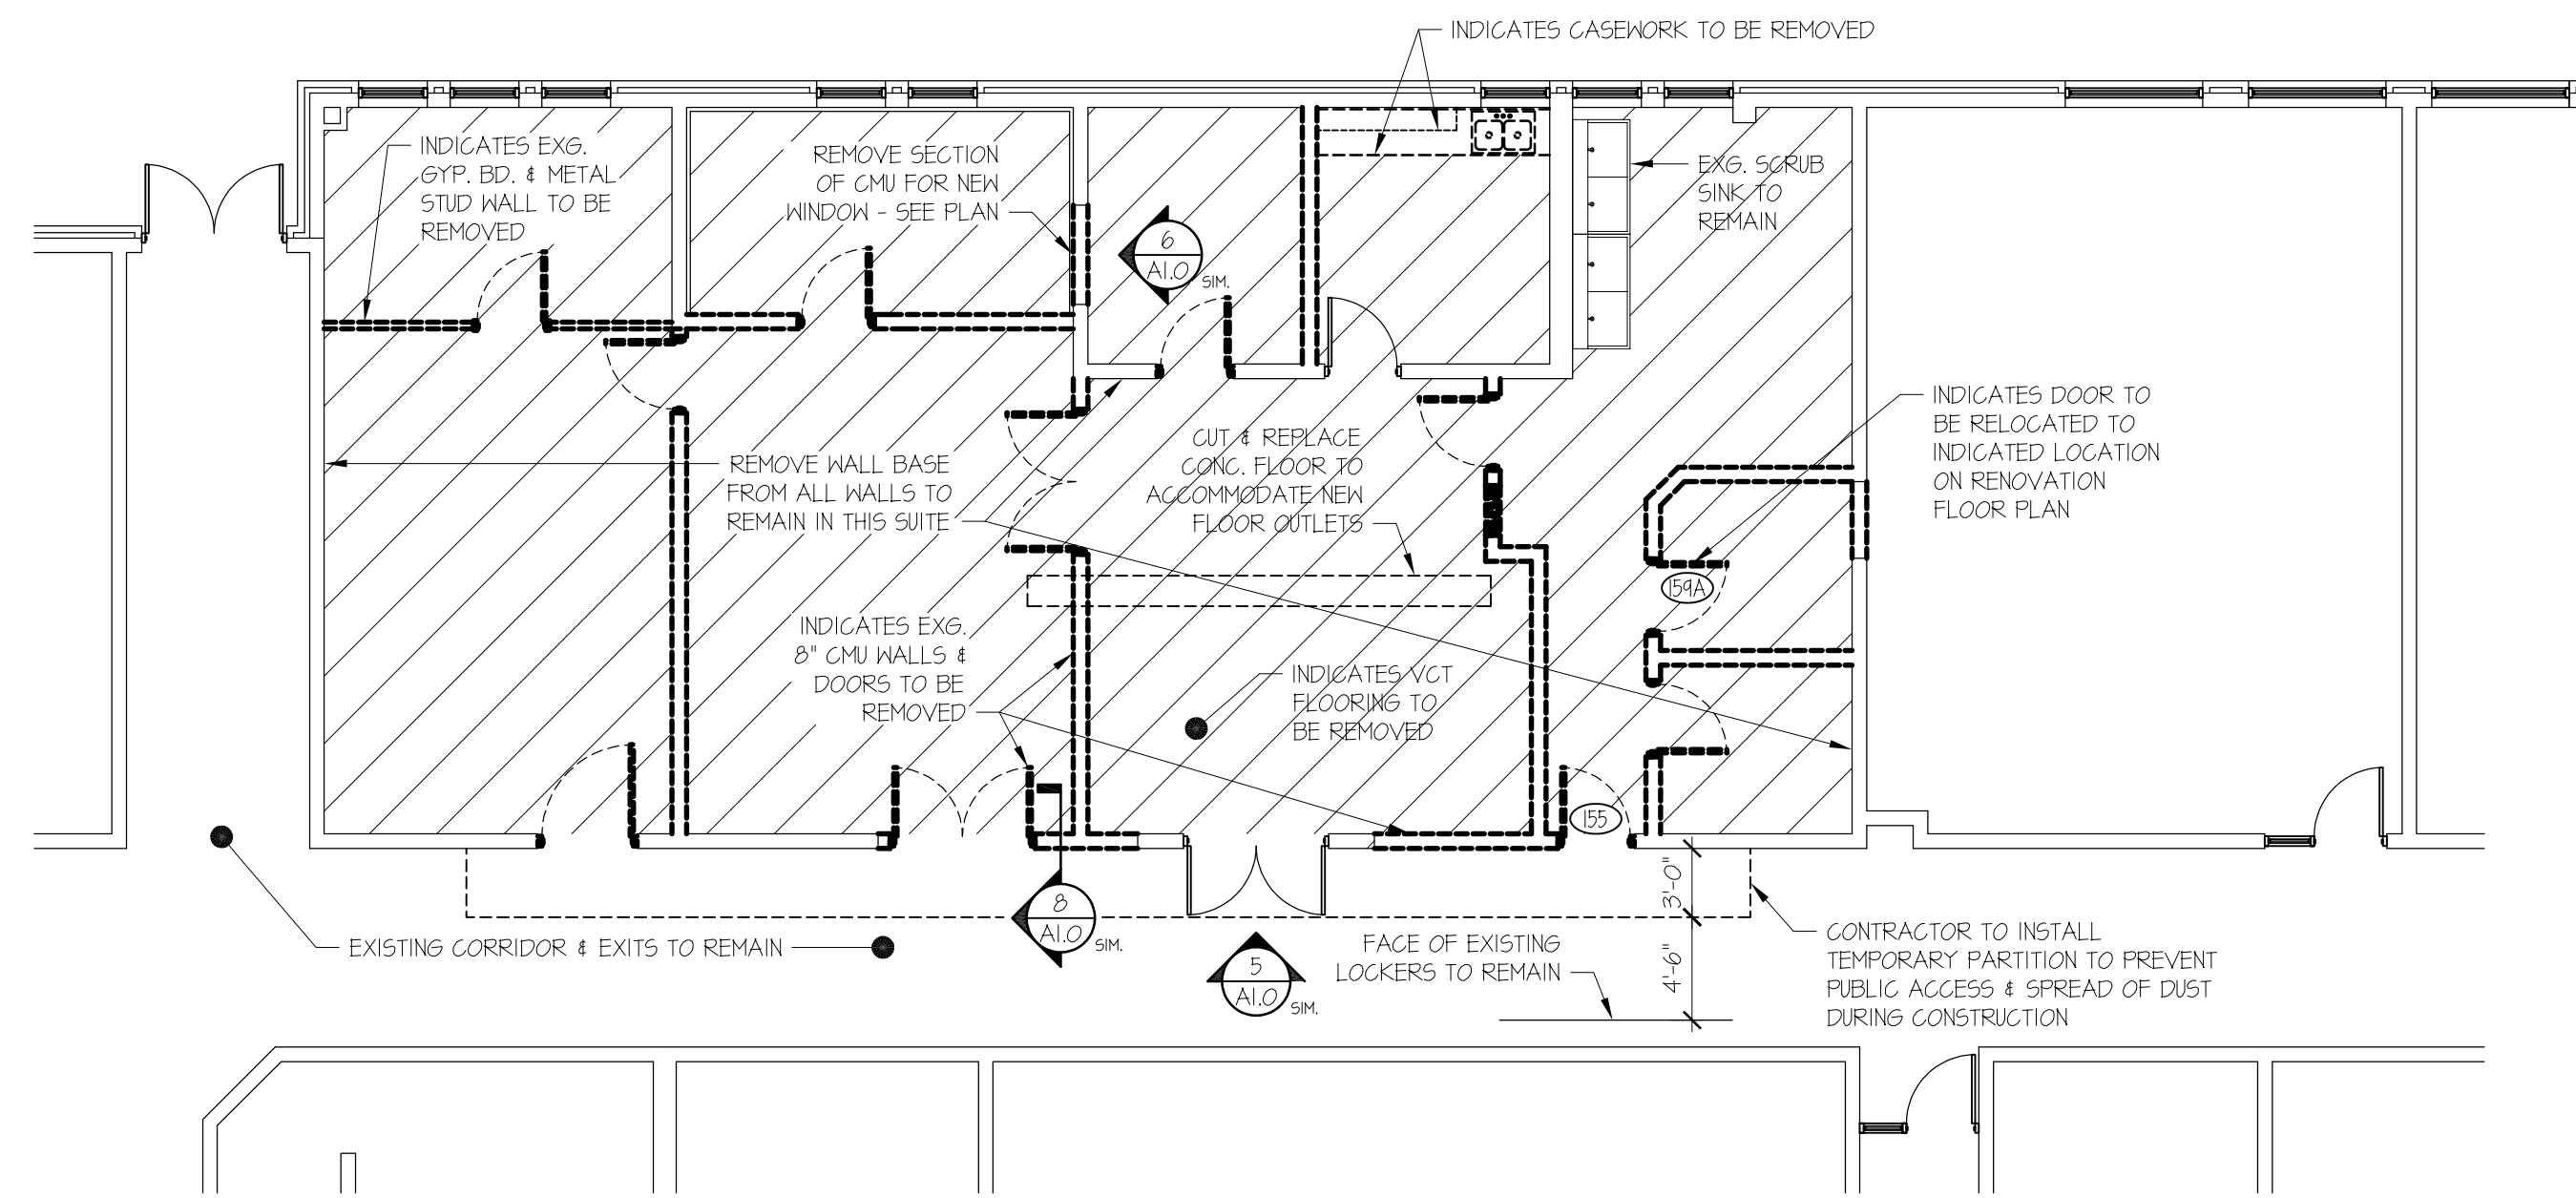 INDICATES CASEWORK TO BE REMOVED
INDICATES EXG.
GYP. BD. & METAL
STUD WALL TO BE
REMOVED
REMOVE SECTION
OF CMU FOR NEW
WINDOW - SEE PLAN
6
A1.0
SIM.
EXG. SCRUB
SINK TO
REMAIN
INDICATES DOOR TO
BE RELOCATED TO
INDICATED LOCATION
ON RENOVATION
FLOOR PLAN
REMOVE WALL BASE
FROM ALL WALLS TO
REMAIN IN THIS SUITE
CUT & REPLACE
CONC. FLOOR TO
ACCOMMODATE NEW
FLOOR OUTLETS
159A
INDICATES EXG.
8" CMU WALLS &
DOORS TO BE
REMOVED
INDICATES VCT
FLOORING TO
BE REMOVED
155
3'-0"
4'-6"
8
A1.0
SIM.
5
A1.0
SIM.
EXISTING CORRIDOR & EXITS TO REMAIN
FACE OF EXISTING
LOCKERS TO REMAIN
CONTRACTOR TO INSTALL
TEMPORARY PARTITION TO PREVENT
PUBLIC ACCESS & SPREAD OF DUST
DURING CONSTRUCTION